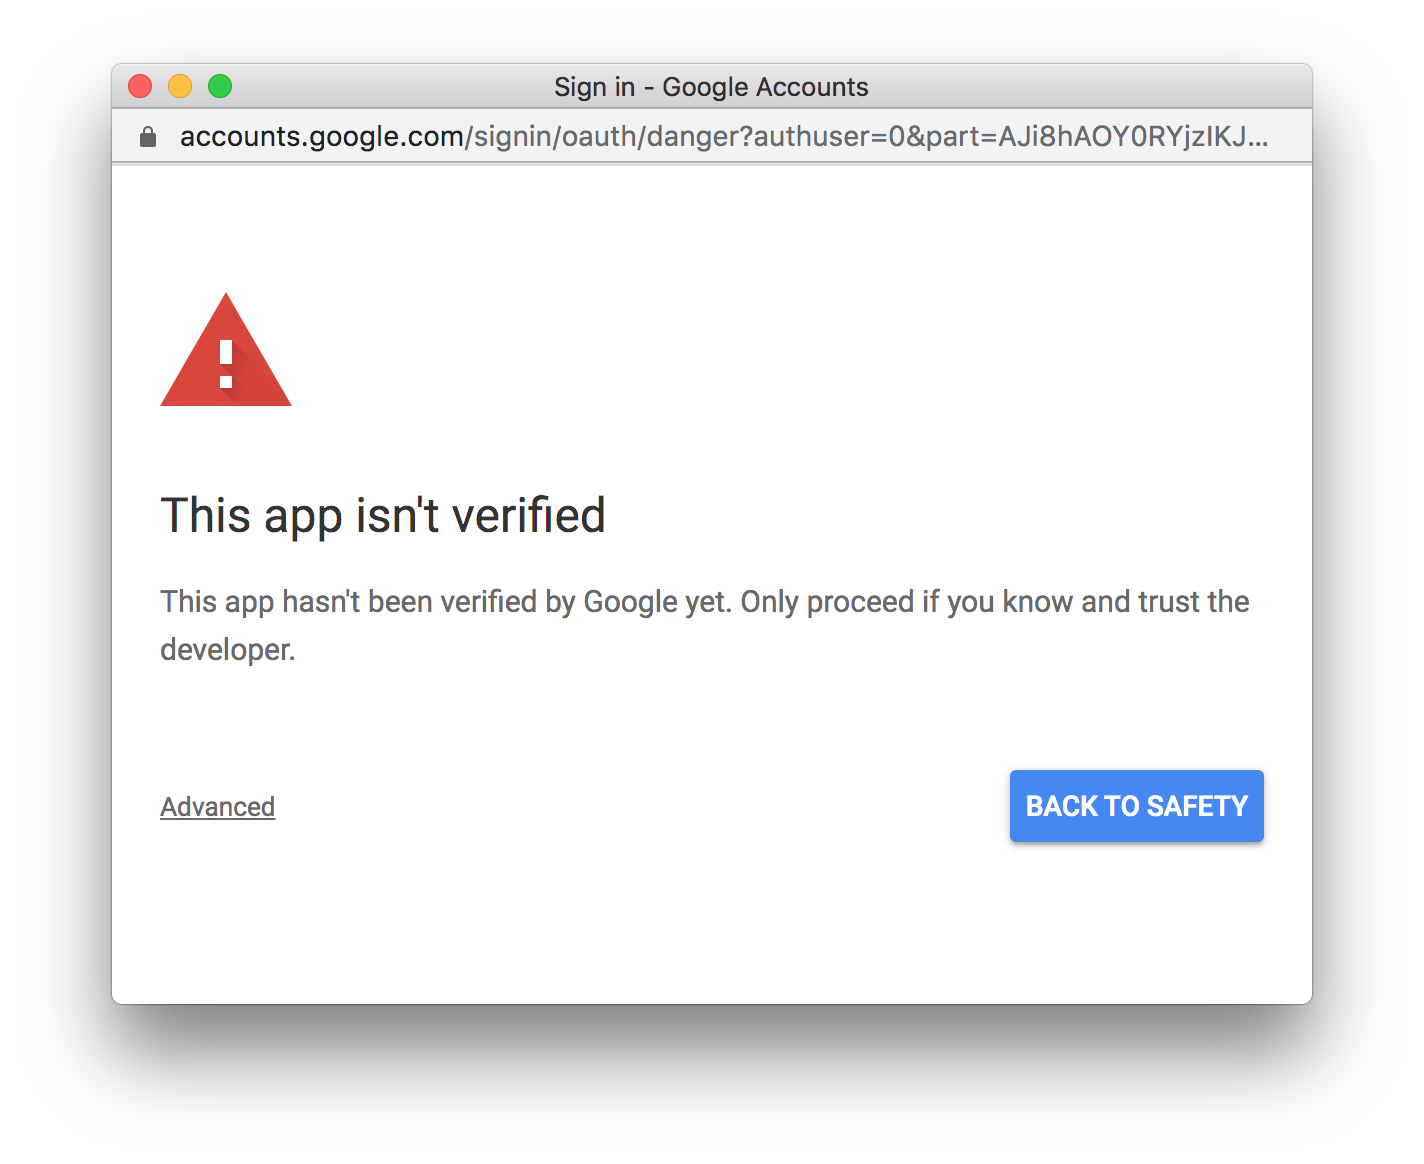 Sign in - Google Accounts
accounts.google.com/signin/oauth/danger?authuser=0&part=AJi8hAOY0RYjzIKJ...
!
This app isn't verified
This app hasn't been verified by Google yet. Only proceed if you know and trust the
developer.
Advanced
BACK TO SAFETY